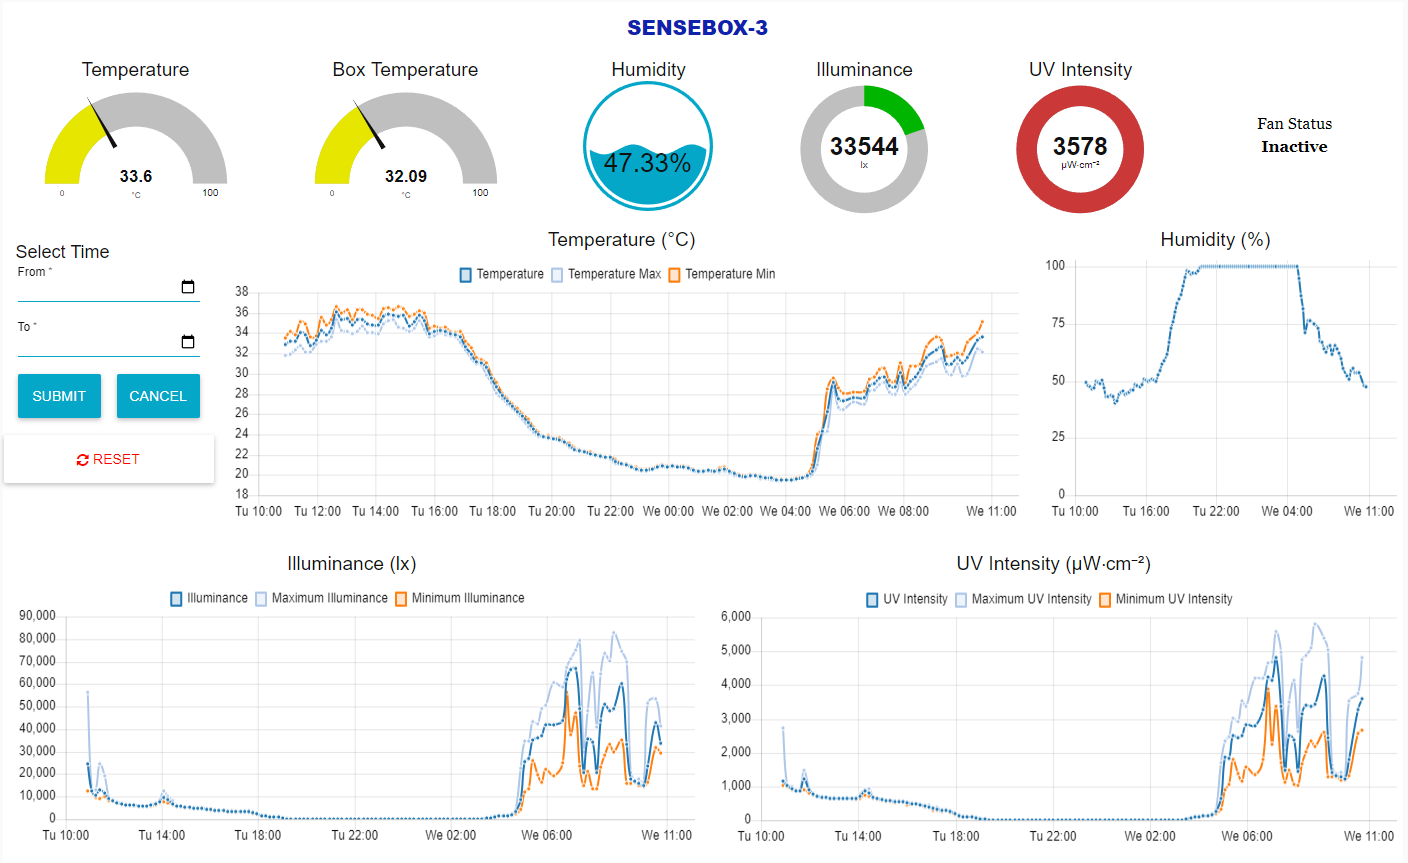 SENSEBOX-3
Temperature
Box Temperature
Humidity
Illuminance
UV Intensity
33.6
°C
0
100
32.09
°C
0
100
47.33%
33544
lx
3578
µW·cm⁻²
Fan Status
Inactive
Select Time
From *
To *
SUBMIT
CANCEL
RESET
Temperature (°C)
Temperature
Temperature Max
Temperature Min
38
36
34
32
30
28
26
24
22
20
18
Tu 10:00
Tu 12:00
Tu 14:00
Tu 16:00
Tu 18:00
Tu 20:00
Tu 22:00
We 00:00
We 02:00
We 04:00
We 06:00
We 08:00
We 11:00
Humidity (%)
100
75
50
25
0
Tu 10:00
Tu 16:00
Tu 22:00
We 04:00
We 11:00
Illuminance (lx)
Illuminance
Maximum Illuminance
Minimum Illuminance
90,000
80,000
70,000
60,000
50,000
40,000
30,000
20,000
10,000
0
Tu 10:00
Tu 14:00
Tu 18:00
Tu 22:00
We 02:00
We 06:00
We 11:00
UV Intensity (µW·cm⁻²)
UV Intensity
Maximum UV Intensity
Minimum UV Intensity
6,000
5,000
4,000
3,000
2,000
1,000
0
Tu 10:00
Tu 14:00
Tu 18:00
Tu 22:00
We 02:00
We 06:00
We 11:00